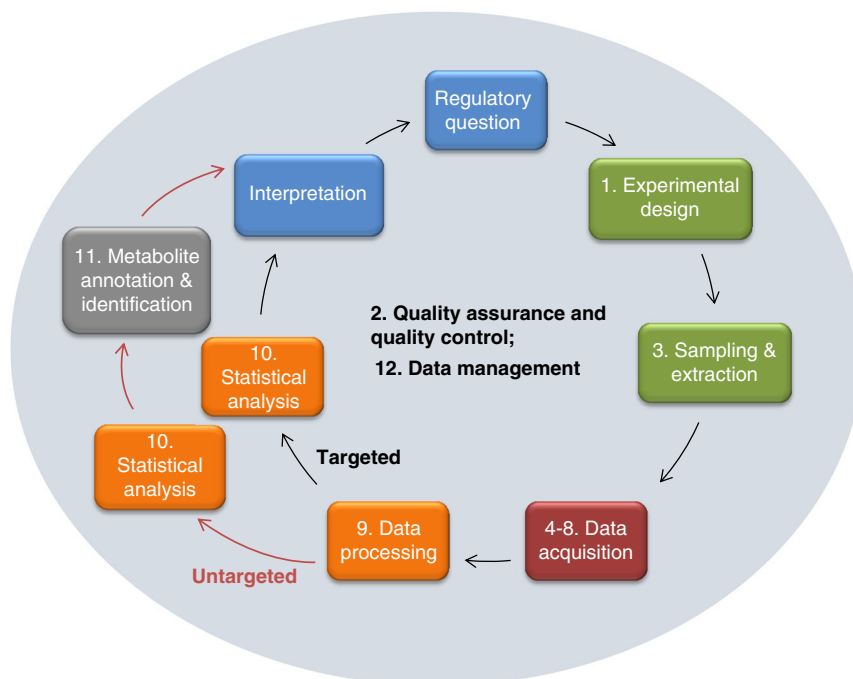 Regulatory
question
1. Experimental
design
3. Sampling &
extraction
4-8. Data
acquisition
9. Data
processing
Targeted
10.
Statistical
analysis
Untargeted
10.
Statistical
analysis
11. Metabolite
annotation &
identification
Interpretation
2. Quality assurance and
quality control;
12. Data management